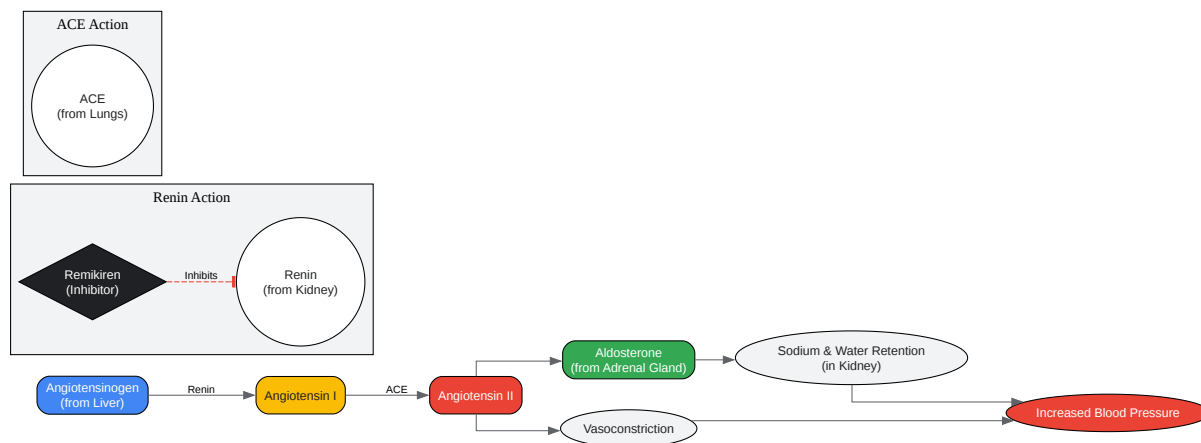 ACE Action
ACE
(from Lungs)
Renin Action
Remikiren
(Inhibitor)
Inhibits
Renin
(from Kidney)
Angiotensinogen
(from Liver)
Renin
Angiotensin I
ACE
Angiotensin II
Aldosterone
(from Adrenal Gland)
Sodium & Water Retention
(in Kidney)
Vasoconstriction
Increased Blood Pressure